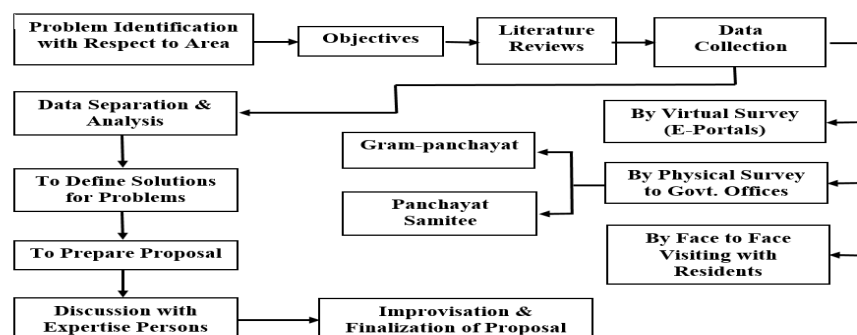 Problem Identification
with Respect to Area
Objectives
Literature
Reviews
Data
Collection
Data Separation &
Analysis
By Virtual Survey
(E-Portals)
Gram-panchayat
To Define Solutions
for Problems
By Physical Survey
to Govt. Offices
Panchayat
Samitee
To Prepare Proposal
By Face to Face
Visiting with
Residents
Discussion with
Expertise Persons
Improvisation &
Finalization of Proposal